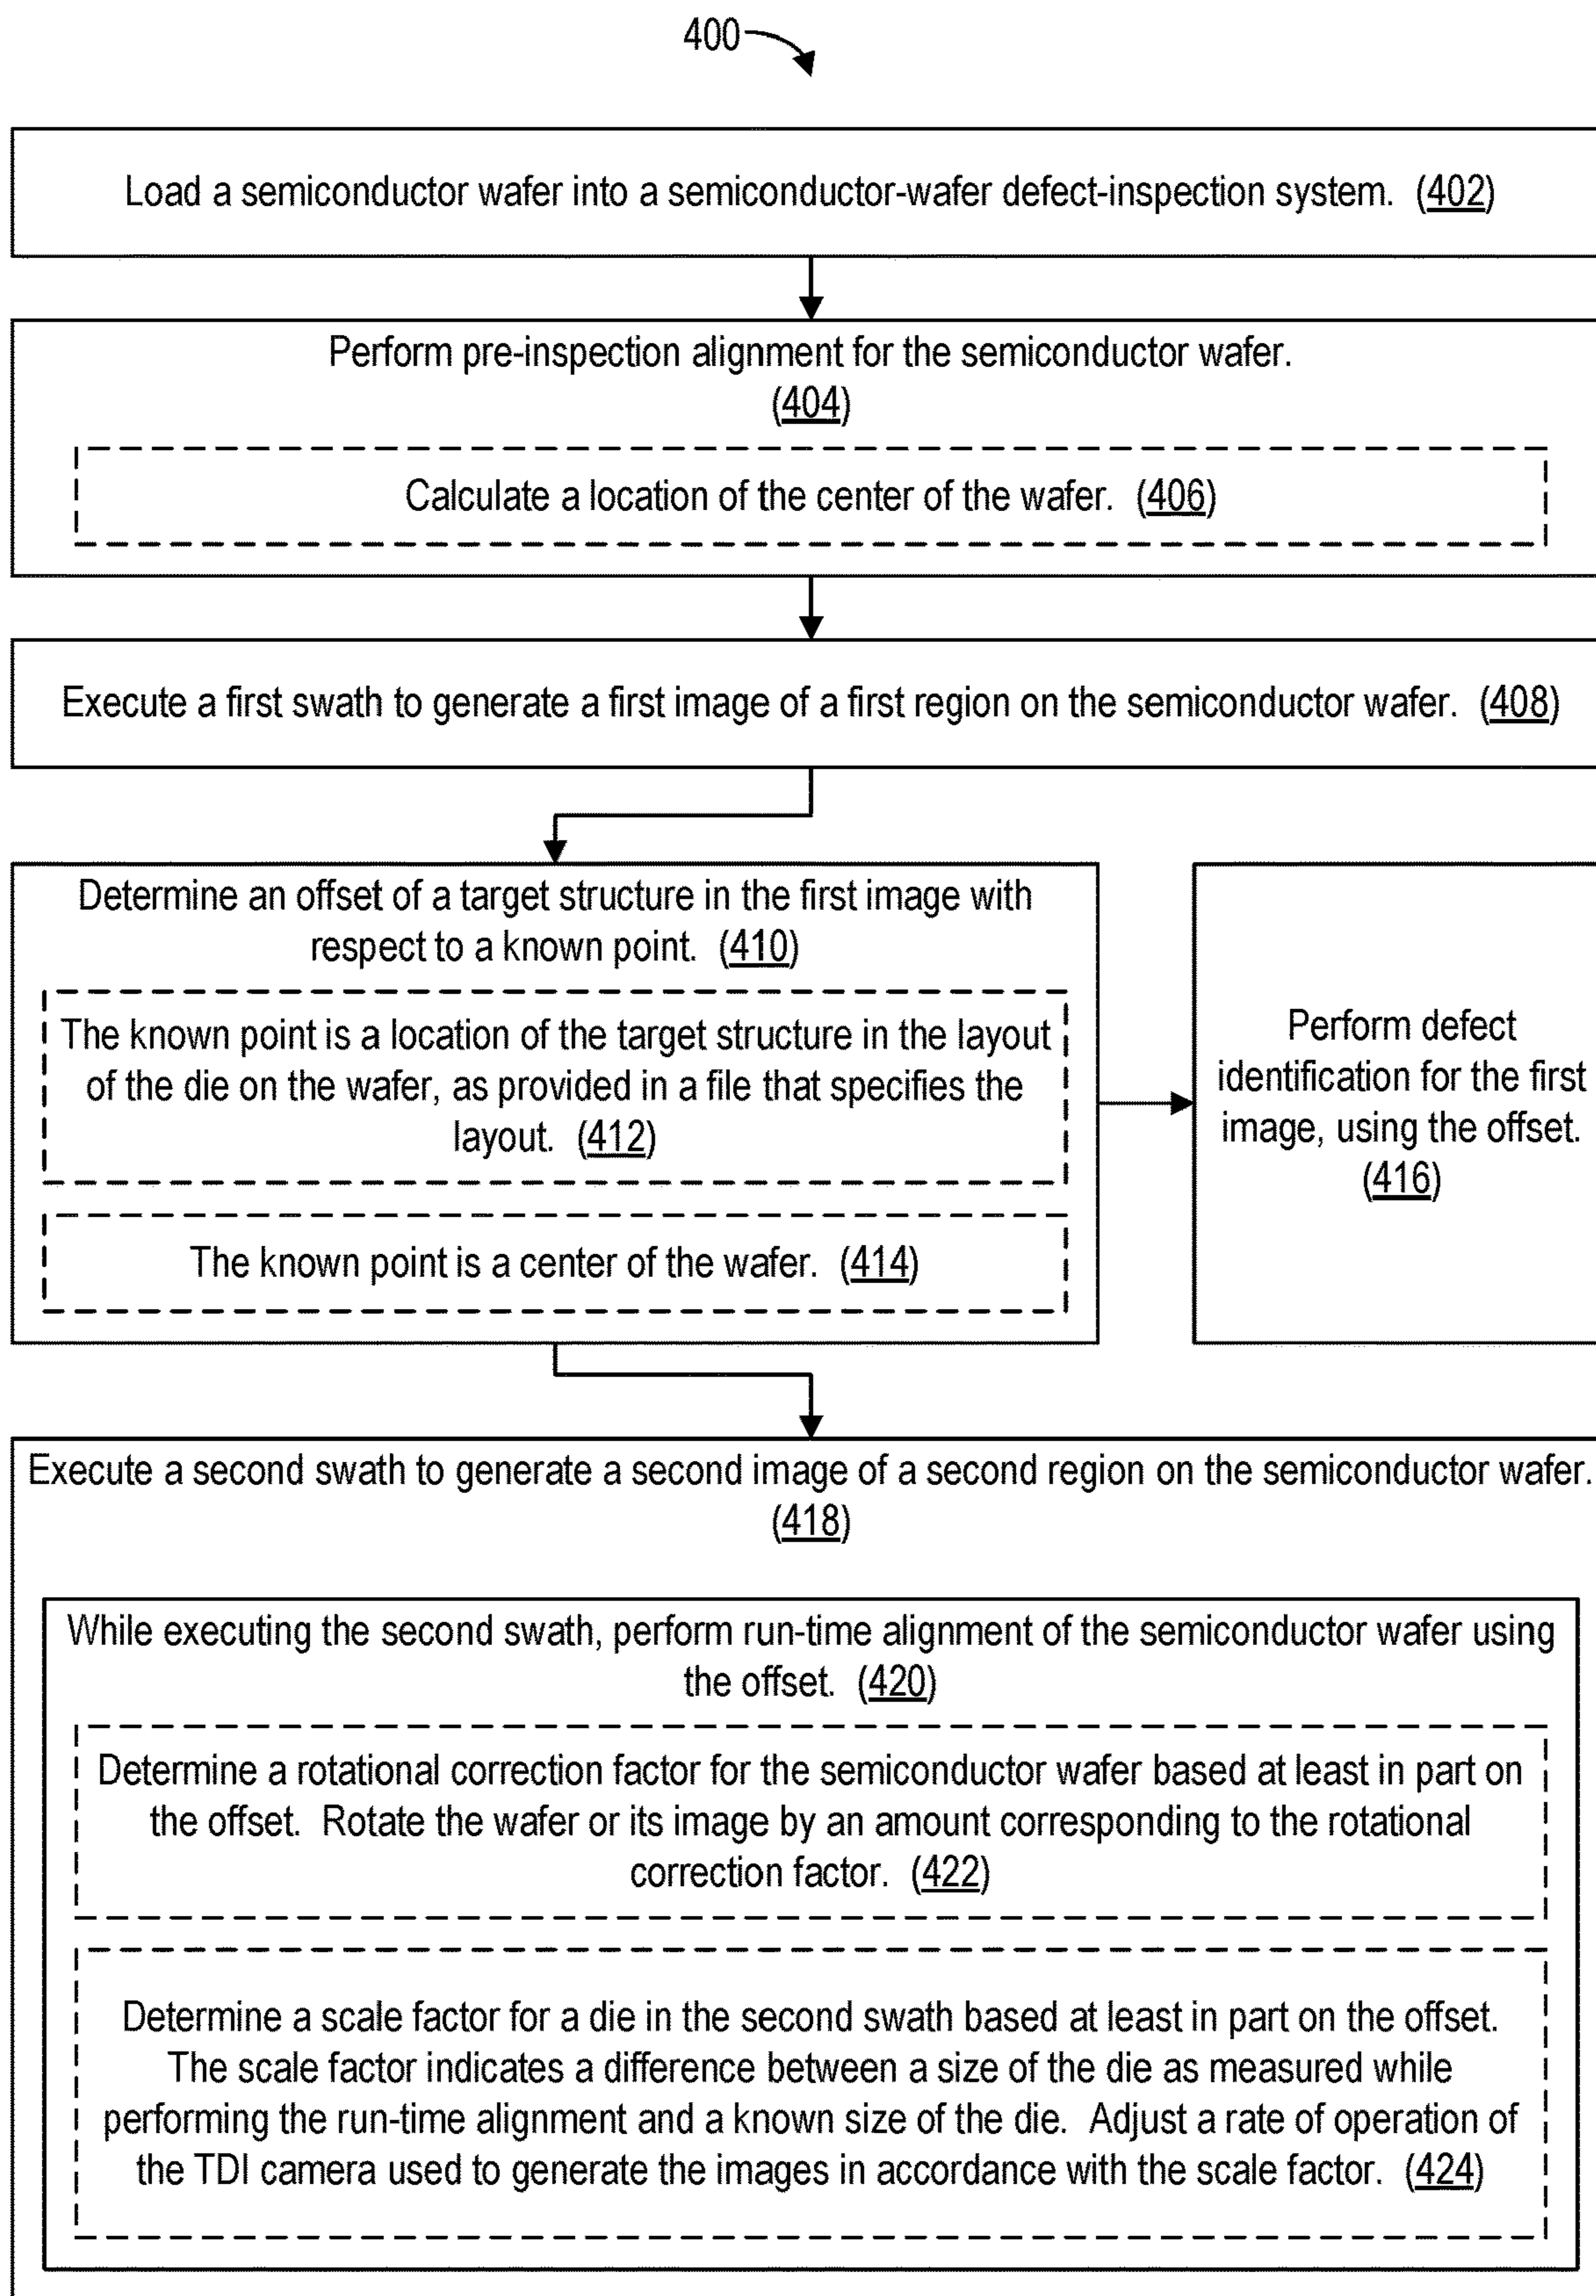 400
Load a semiconductor wafer into a semiconductor-wafer defect-inspection system. (402)
Perform pre-inspection alignment for the semiconductor wafer.
(404)
Calculate a location of the center of the wafer. (406)
Execute a first swath to generate a first image of a first region on the semiconductor wafer. (408)
Determine an offset of a target structure in the first image with
respect to a known point. (410)
The known point is a location of the target structure in the layout
of the die on the wafer, as provided in a file that specifies the
layout. (412)
The known point is a center of the wafer. (414)
Perform defect
identification for the first
image, using the offset.
(416)
Execute a second swath to generate a second image of a second region on the semiconductor wafer.
(418)
While executing the second swath, perform run-time alignment of the semiconductor wafer using
the offset. (420)
Determine a rotational correction factor for the semiconductor wafer based at least in part on
the offset. Rotate the wafer or its image by an amount corresponding to the rotational
correction factor. (422)
Determine a scale factor for a die in the second swath based at least in part on the offset.
The scale factor indicates a difference between a size of the die as measured while
performing the run-time alignment and a known size of the die. Adjust a rate of operation of
the TDI camera used to generate the images in accordance with the scale factor. (424)